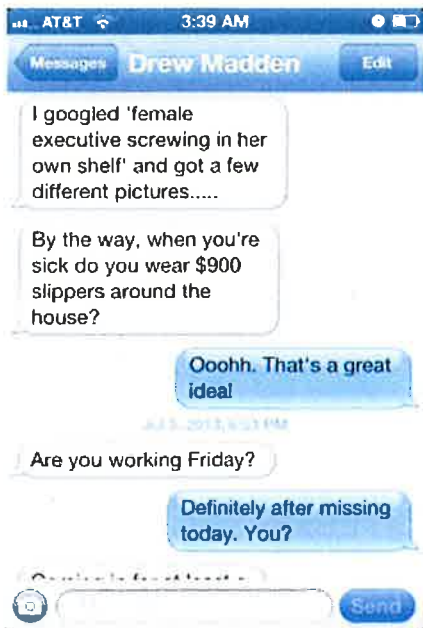 AT&T 3:39 AM
Messages Drew Madden Edit
I googled 'female
executive screwing in her
own shelf' and got a few
different pictures.....
By the way, when you're
sick do you wear $900
slippers around the
house?
Ooohh. That's a great
idea!
2013,
PM
Are you working Friday?
Definitely after missing
today. You?
Send